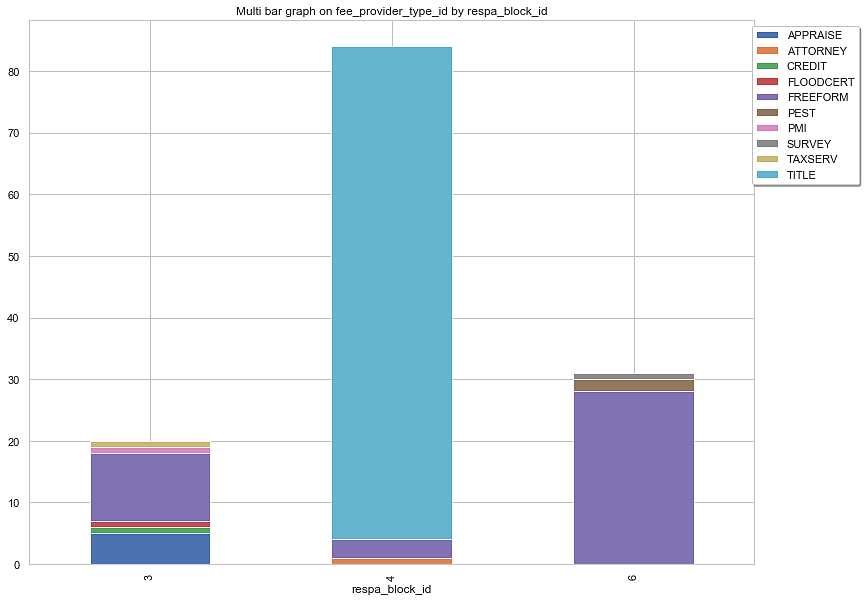 Multi bar graph on fee_provider_type_id by respa_block_id
APPRAISE
ATTORNEY
CREDIT
FLOODCERT
FREEFORM
PEST
PMI
SURVEY
TAXSERV
TITLE
80
70
60
50
40
30
20
10
0
3
4
6
respa_block_id